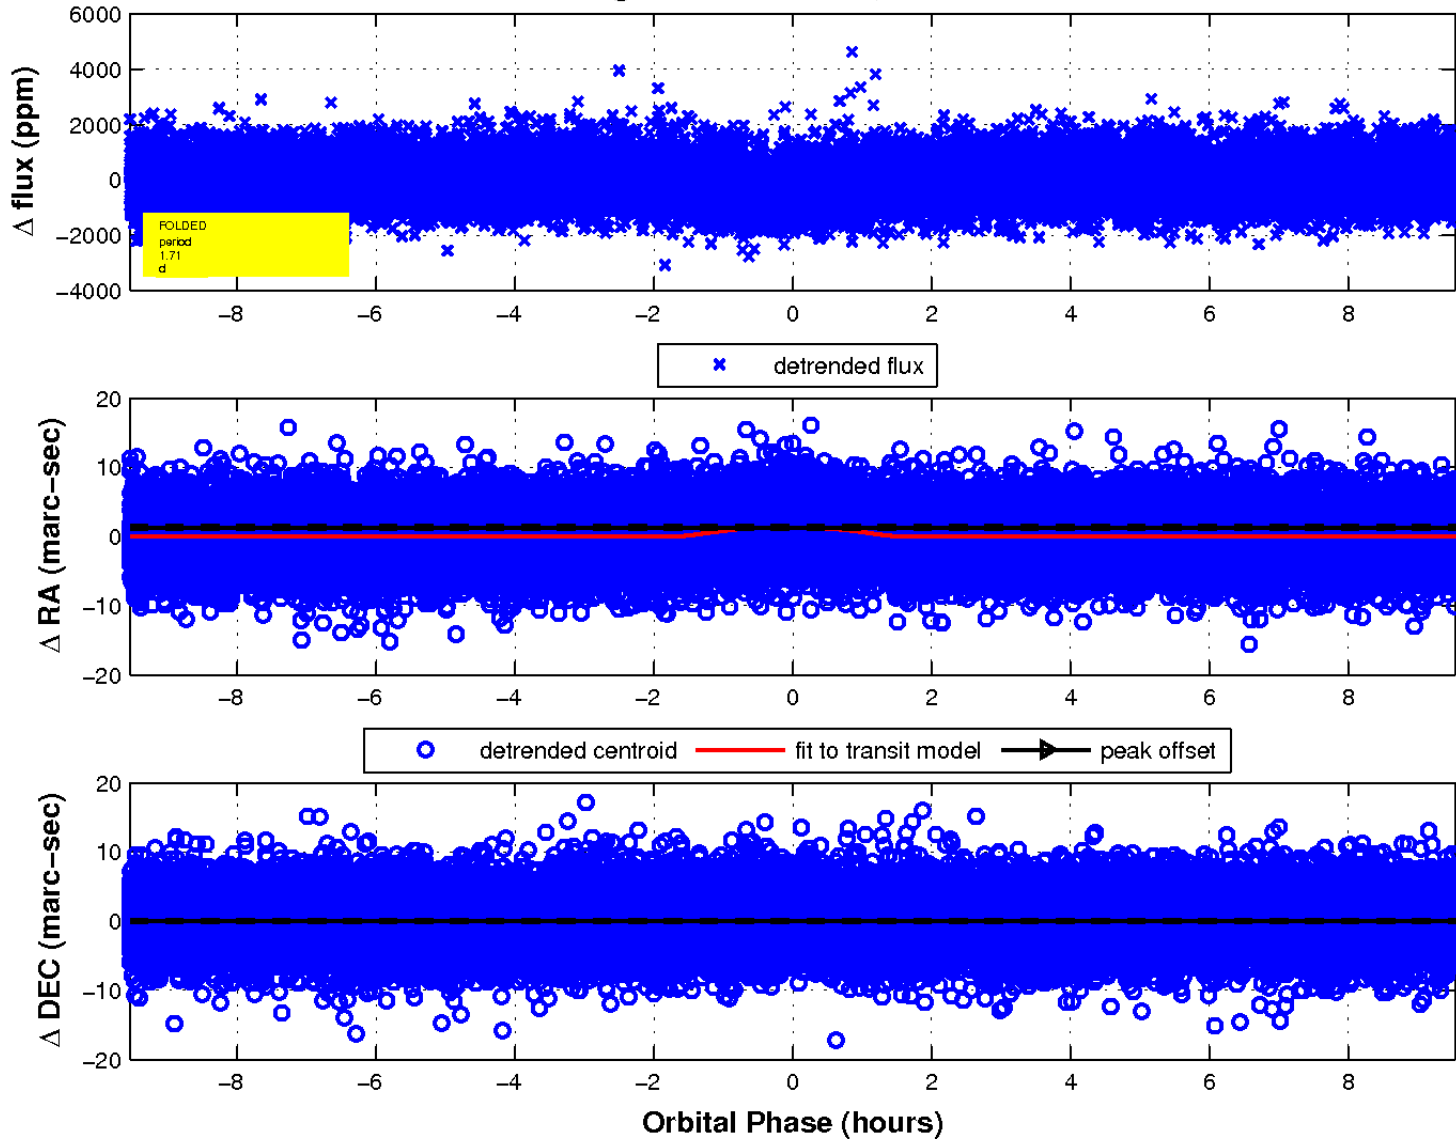 6000
4000
2000
0
−2000
−4000
Δ flux (ppm)
FOLDED
period
1.71
d
−8 −6 −4 −2 0 2 4 6 8
detrended flux
20
10
0
−10
−20
Δ RA (marc−sec)
−8 −6 −4 −2 0 2 4 6 8
detrended centroid fit to transit model peak offset
20
10
0
−10
−20
Δ DEC (marc−sec)
−8 −6 −4 −2 0 2 4 6 8
Orbital Phase (hours)